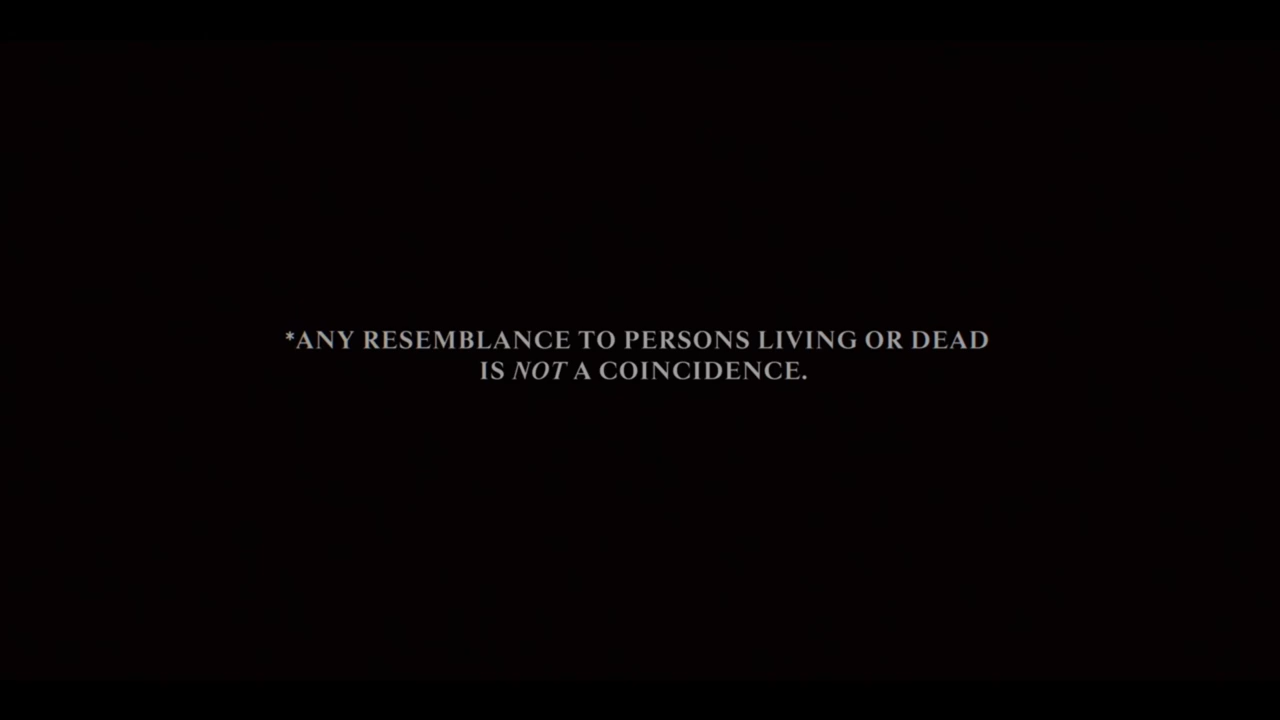 *ANY RESEMBLANCE TO PERSONS LIVING OR DEAD
IS NOT A COINCIDENCE.